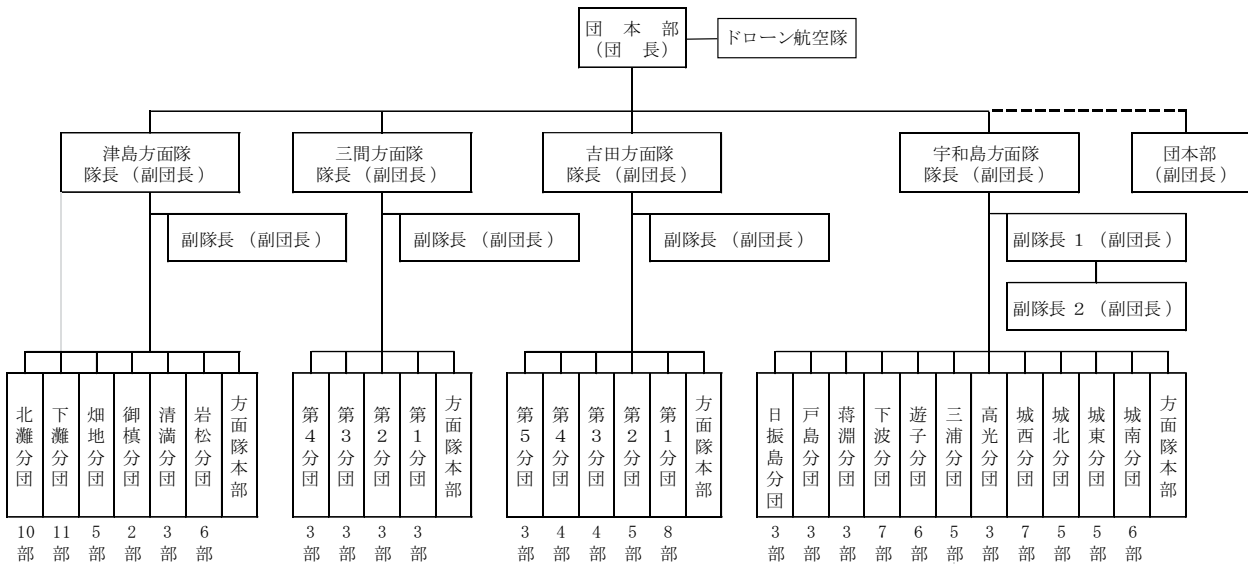 団 本 部
(団 長)
ドローン航空隊
津島方面隊
隊長 (副団長)
三間方面隊
隊長 (副団長)
吉田方面隊
隊長 (副団長)
宇和島方面隊
隊長 (副団長)
団本部
(副団長)
副隊長 (副団長)
副隊長 (副団長)
副隊長 (副団長)
副隊長 1 (副団長)
副隊長 2 (副団長)
北灘分団
下灘分団
畑地分団
御槙分団
清満分団
岩松分団
方面隊本部
第4分団
第3分団
第2分団
第1分団
方面隊本部
第5分団
第4分団
第3分団
第2分団
第1分団
方面隊本部
日振島分団
戸島分団
蒋淵分団
下波分団
遊子分団
三浦分団
高光分団
城西分団
城北分団
城東分団
城南分団
方面隊本部
10部
11部
5部
2部
3部
6部
3部
3部
3部
3部
3部
4部
4部
5部
8部
3部
3部
3部
7部
6部
5部
3部
7部
5部
5部
6部